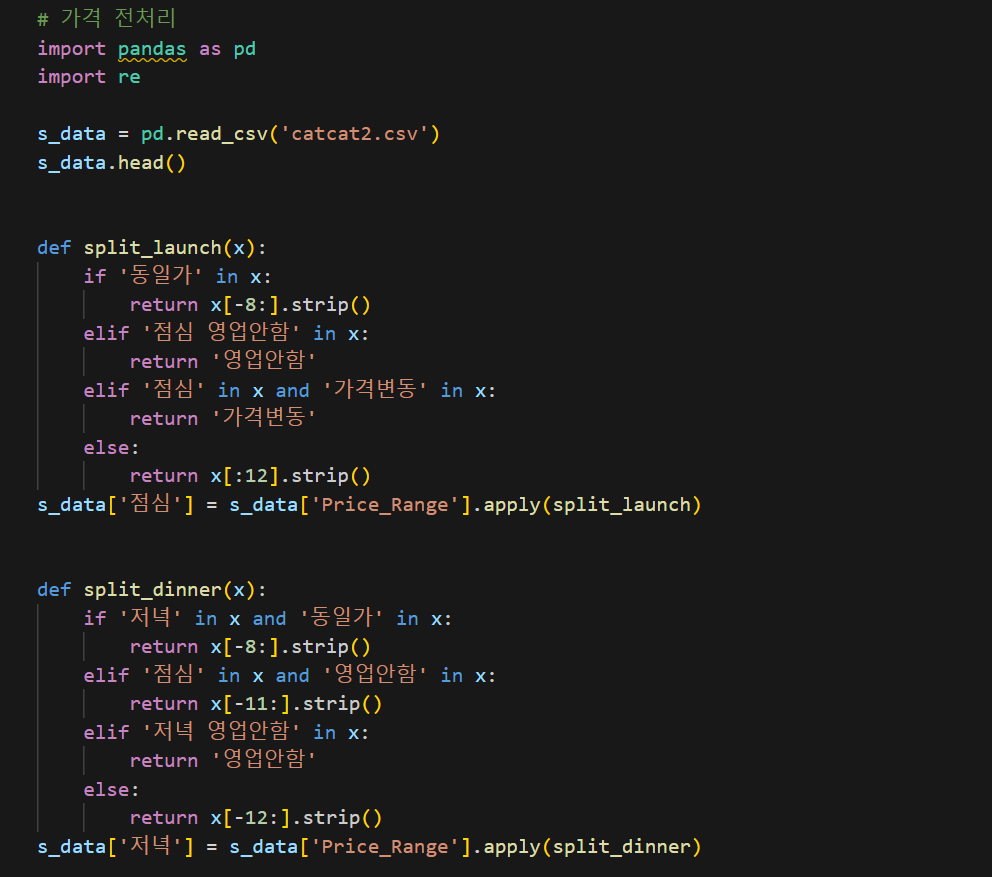 # 가격 전처리
import pandas as pd
import re
s_data = pd.read_csv('catcat2.csv')
s_data.head()
def split_launch(x):
    if '동일가' in x:
        return x[-8:].strip()
    elif '점심 영업안함' in x:
        return '영업안함'
    elif '점심' in x and '가격변동' in x:
        return '가격변동'
    else:
        return x[:12].strip()
s_data['점심'] = s_data['Price_Range'].apply(split_launch)
def split_dinner(x):
    if '저녁' in x and '동일가' in x:
        return x[-8:].strip()
    elif '점심' in x and '영업안함' in x:
        return x[-11:].strip()
    elif '저녁 영업안함' in x:
        return '영업안함'
    else:
        return x[-12:].strip()
s_data['저녁'] = s_data['Price_Range'].apply(split_dinner)